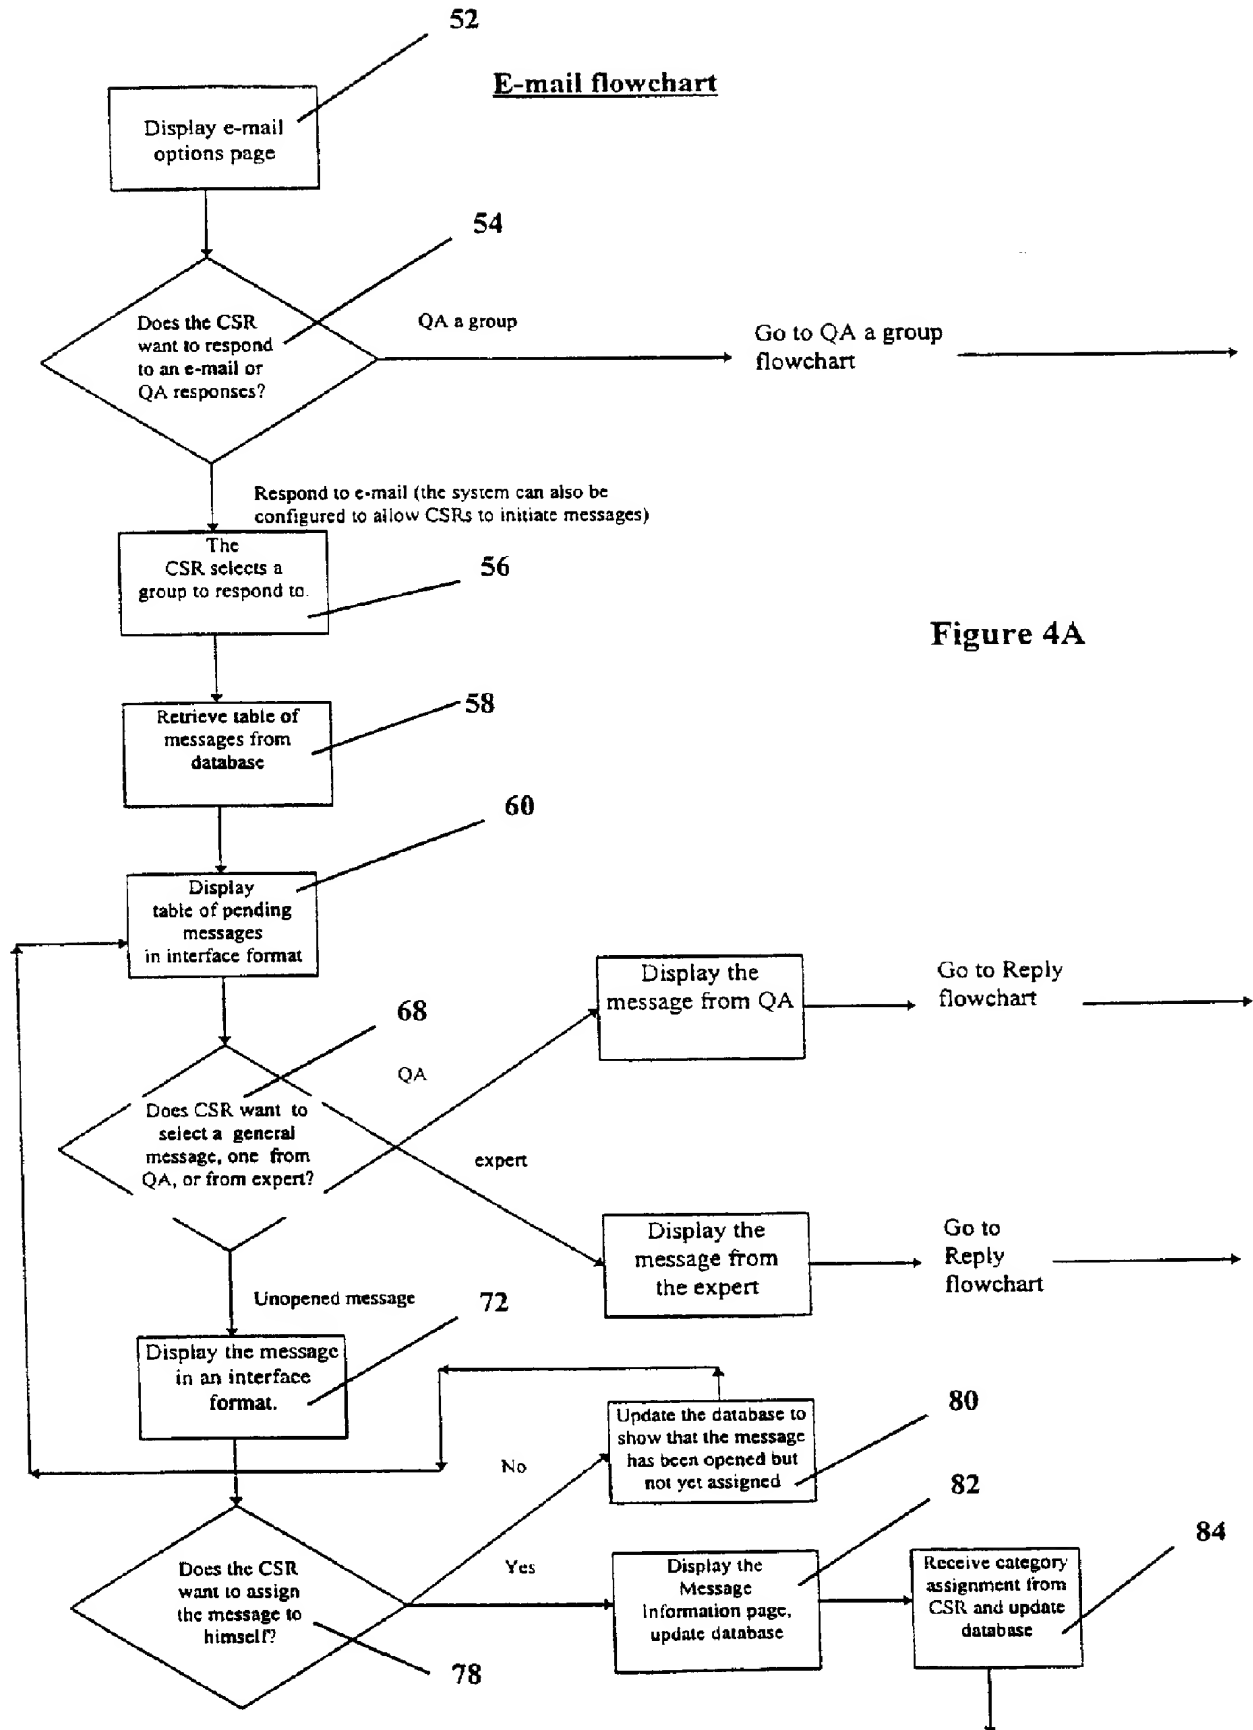 52
E-mail flowchart
Display e-mail
options page
54
Does the CSR
want to respond
to an e-mail or
QA responses?
QA a group
Go to QA a group
flowchart
Respond to e-mail (the system can also be
configured to allow CSRs to initiate messages)
The
CSR selects a
group to respond to.
56
Figure 4A
Retrieve table of
messages from
database
58
60
Display
table of pending
messages
in interface format
Display the
message from QA
Go to Reply
flowchart
68
QA
Does CSR want to
select a general
message, one from
QA, or from expert?
expert
Display the
message from
the expert
Go to
Reply
flowchart
Unopened message
72
Display the message
in an interface
format.
Update the database to
show that the message
has been opened but
not yet assigned
80
No
82
Does the CSR
want to assign
the message to
himself?
Yes
Display the
Message
Information page,
update database
Receive category
assignment from
CSR and update
database
84
78